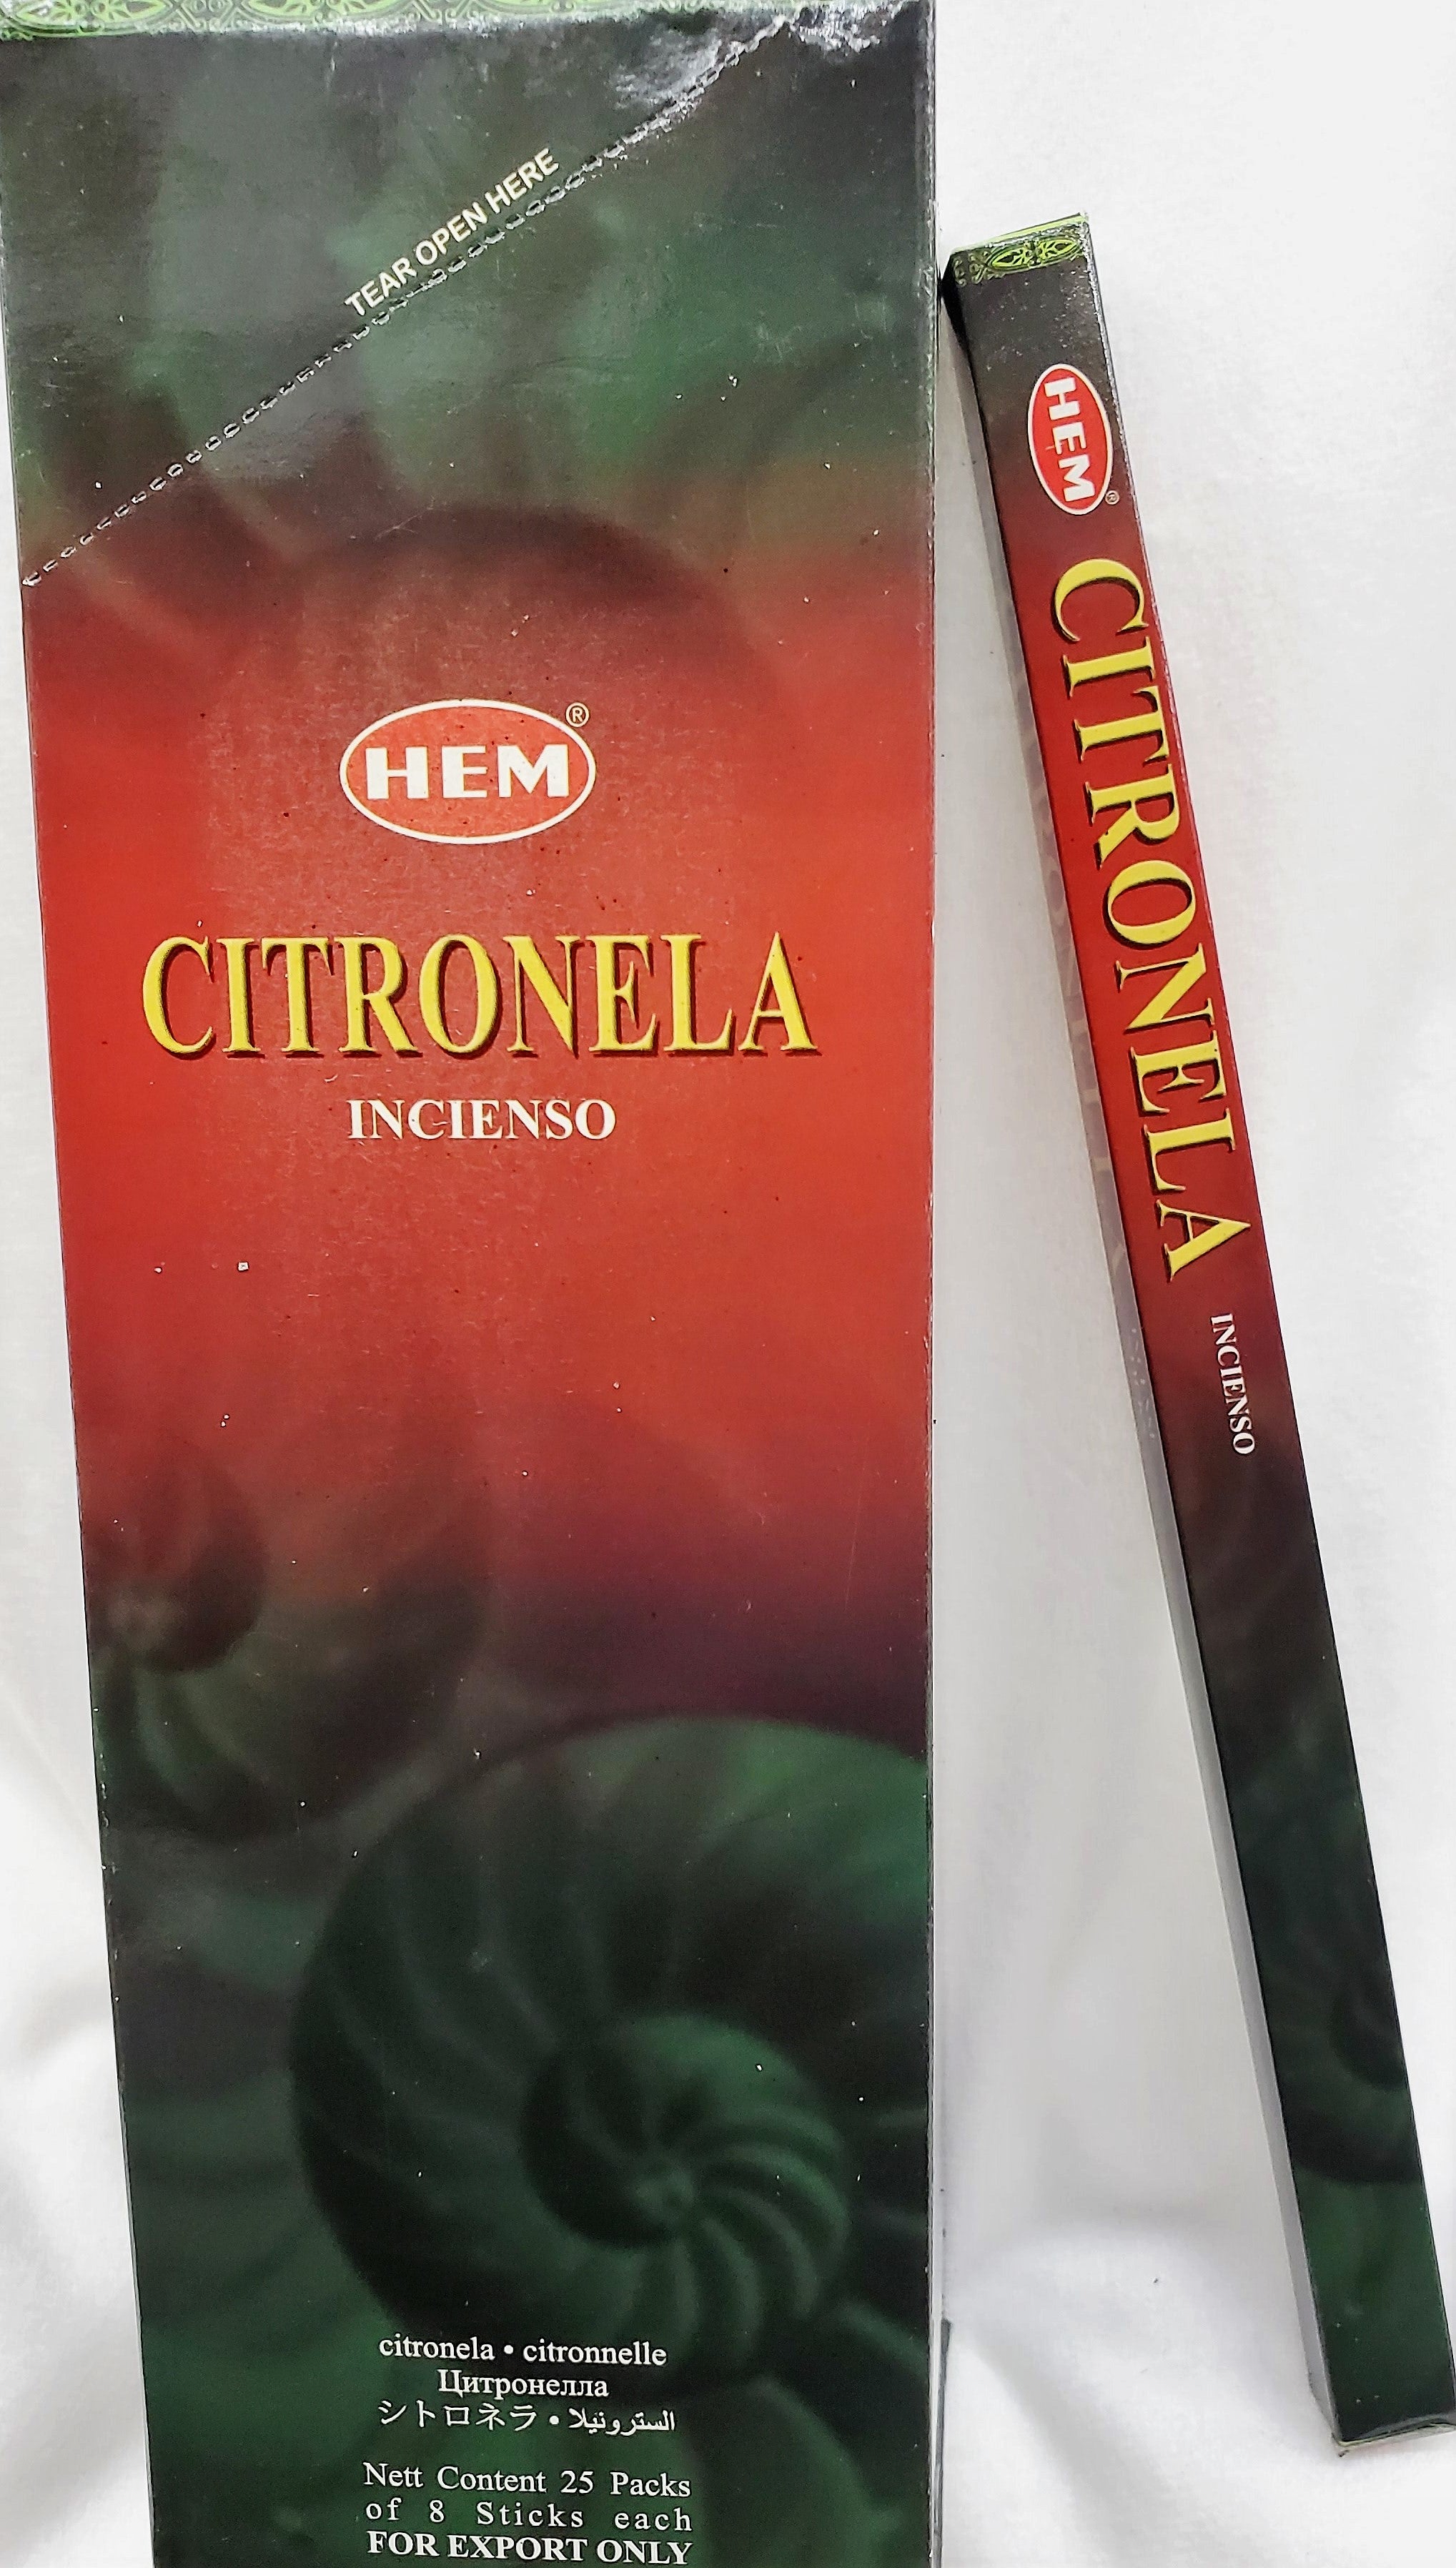 TEAR OPEN HERE
HEM®
CITRONELA
INCIENSO
citronela • citronnelle
Цитронелла
シトロネラ • السترونيلا
Nett Content 25 Packs
of 8 Sticks each
FOR EXPORT ONLY
HEM®
CITRONELA
INCIENSO